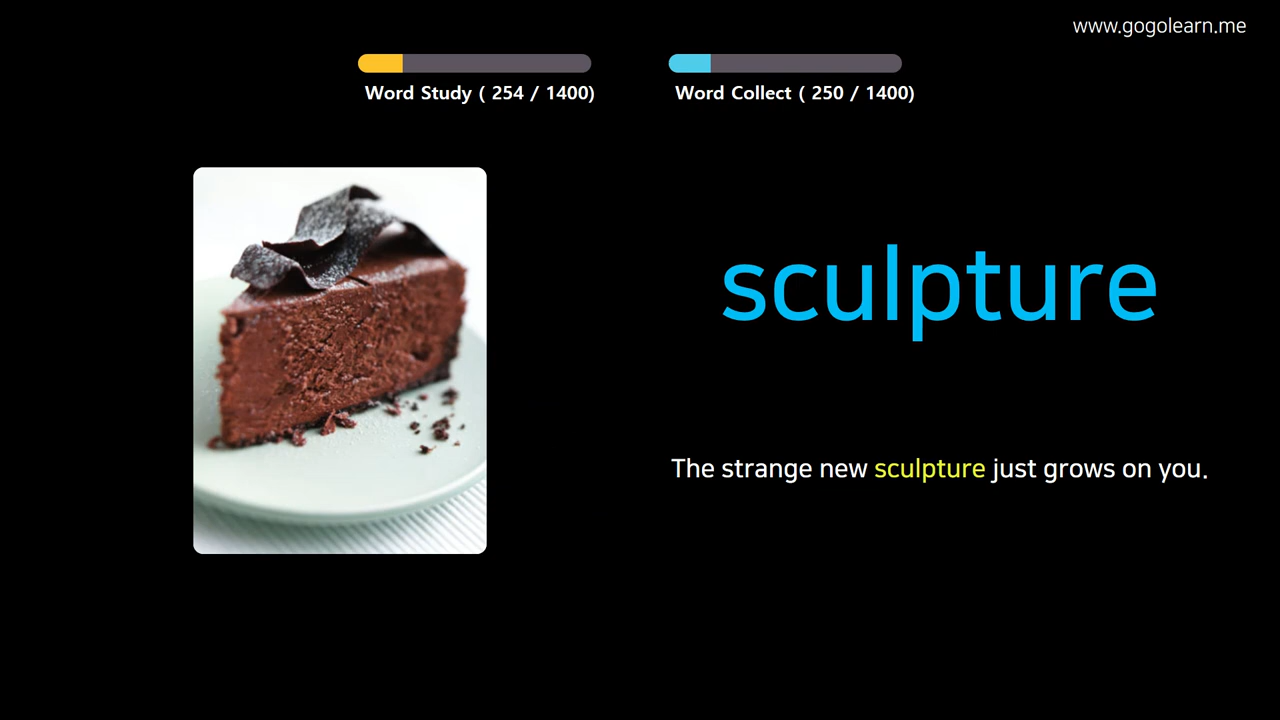 www.gogolearn.me
Word Study ( 254 / 1400)
Word Collect ( 250 / 1400)
sculpture
The strange new sculpture just grows on you.